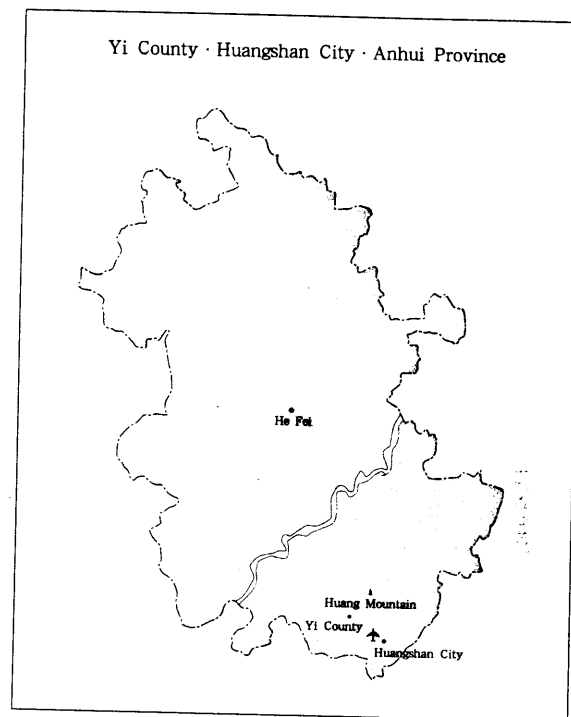 Yi County · Huangshan City · Anhui Province
He Fei
Huang Mountain
Yi County
Huangshan City